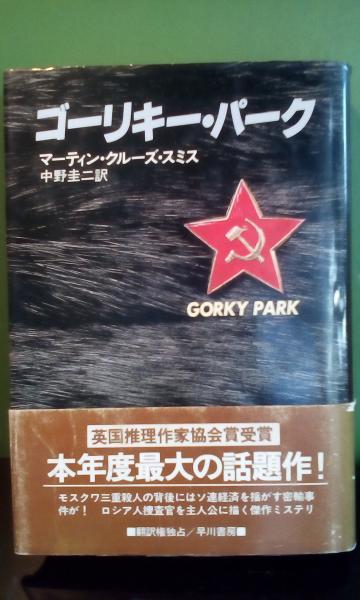 ゴーリキー・パーク
マーティン・クルーズ・スミス
中野圭二訳
GORKY PARK
英国推理作家協会賞受賞
本年度最大の話題作！
モスクワ三重殺人の背後にはソ連経済を揺がす密輸事
件が！　ロシア人捜査官を主人公に描く傑作ミステリ
■翻訳権独占／早川書房■